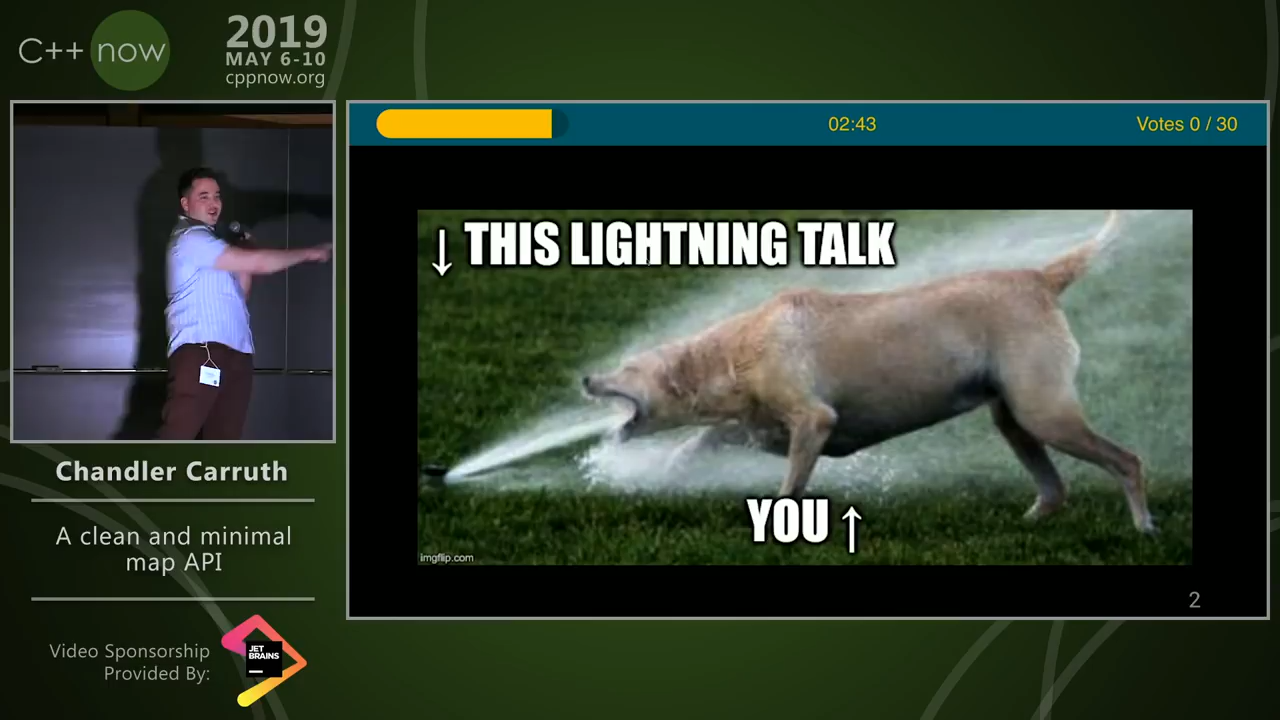 C++ now
2019
MAY 6-10
cppnow.org
02:43
Votes 0 / 30
↓ THIS LIGHTNING TALK
YOU ↑
imgflip.com
2
Chandler Carruth
A clean and minimal
map API
Video Sponsorship
Provided By:
JET
BRAINS